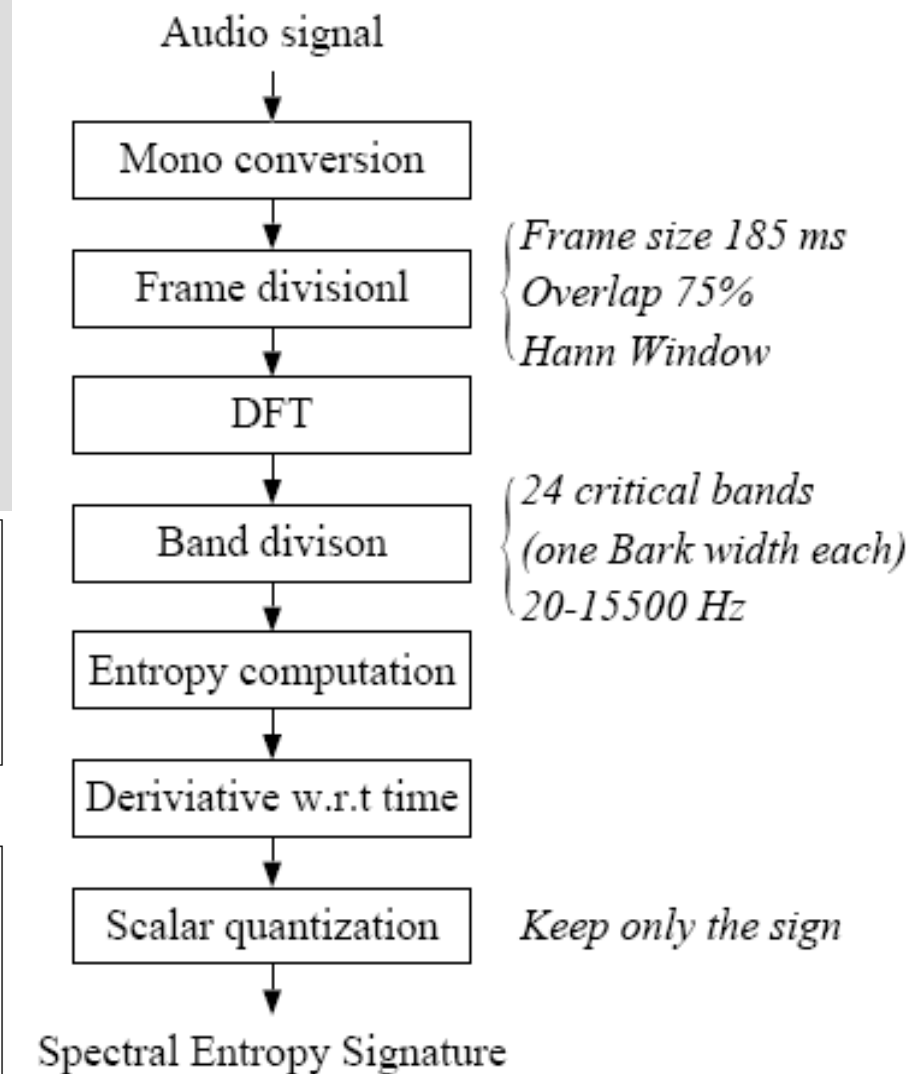 Audio signal
Mono conversion
Frame divisionl
Frame size 185 ms
Overlap 75%
Hann Window
DFT
Band divison
24 critical bands
(one Bark width each)
20-15500 Hz
Entropy computation
Deriviative w.r.t time
Scalar quantization
Keep only the sign
Spectral Entropy Signature